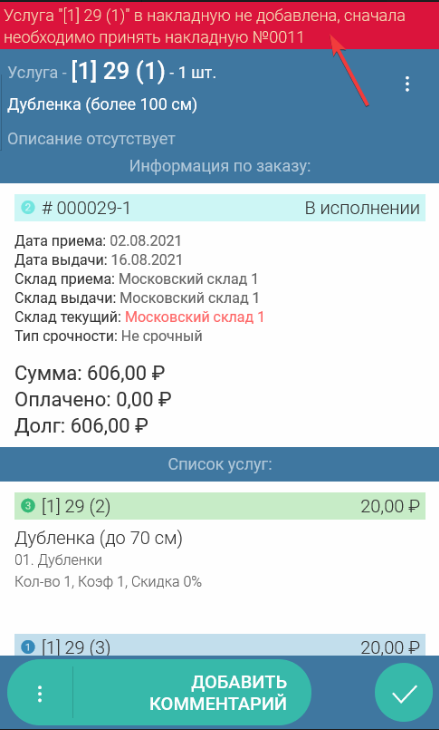 Услуга "[1] 29 (1)" в накладную не добавлена, сначала
необходимо принять накладную №0011
Услуга - [1] 29 (1) - 1 шт.
Дубленка (более 100 см)
Описание отсутствует
Информация по заказу:
2 # 000029-1 В исполнении
Дата приема: 02.08.2021
Дата выдачи: 16.08.2021
Склад приема: Московский склад 1
Склад выдачи: Московский склад 1
Склад текущий: Московский склад 1
Тип срочности: Не срочный
Сумма: 606,00 ₽
Оплачено: 0,00 ₽
Долг: 606,00 ₽
Список услуг:
3 [1] 29 (2) 20,00 ₽
Дубленка (до 70 см)
01. Дубленки
Кол-во 1, Коэф 1, Скидка 0%
1 [1] 29 (3) 20,00 ₽
ДОБАВИТЬ
КОММЕНТАРИЙ